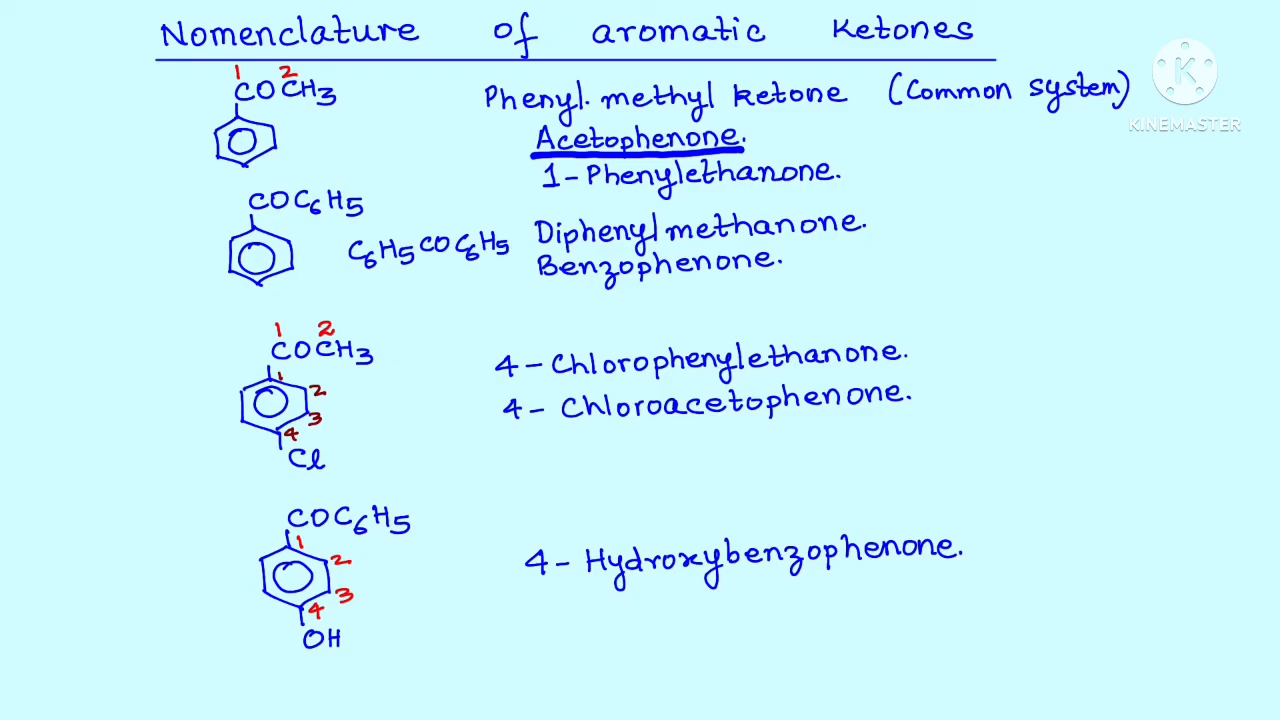 Nomenclature of aromatic Ketones
K
KINEMASTER
1 2
COCH3
Phenyl. methyl ketone (Common system)
Acetophenone.
1-Phenylethanone.
COC6H5
C6H5COC6H5
Diphenylmethanone.
Benzophenone.
1 2
COCH3
1
2
3
4
Cl
4-Chlorophenylethanone.
4-Chloroacetophenone.
COC6H5
1
2
3
4
OH
4-Hydroxybenzophenone.